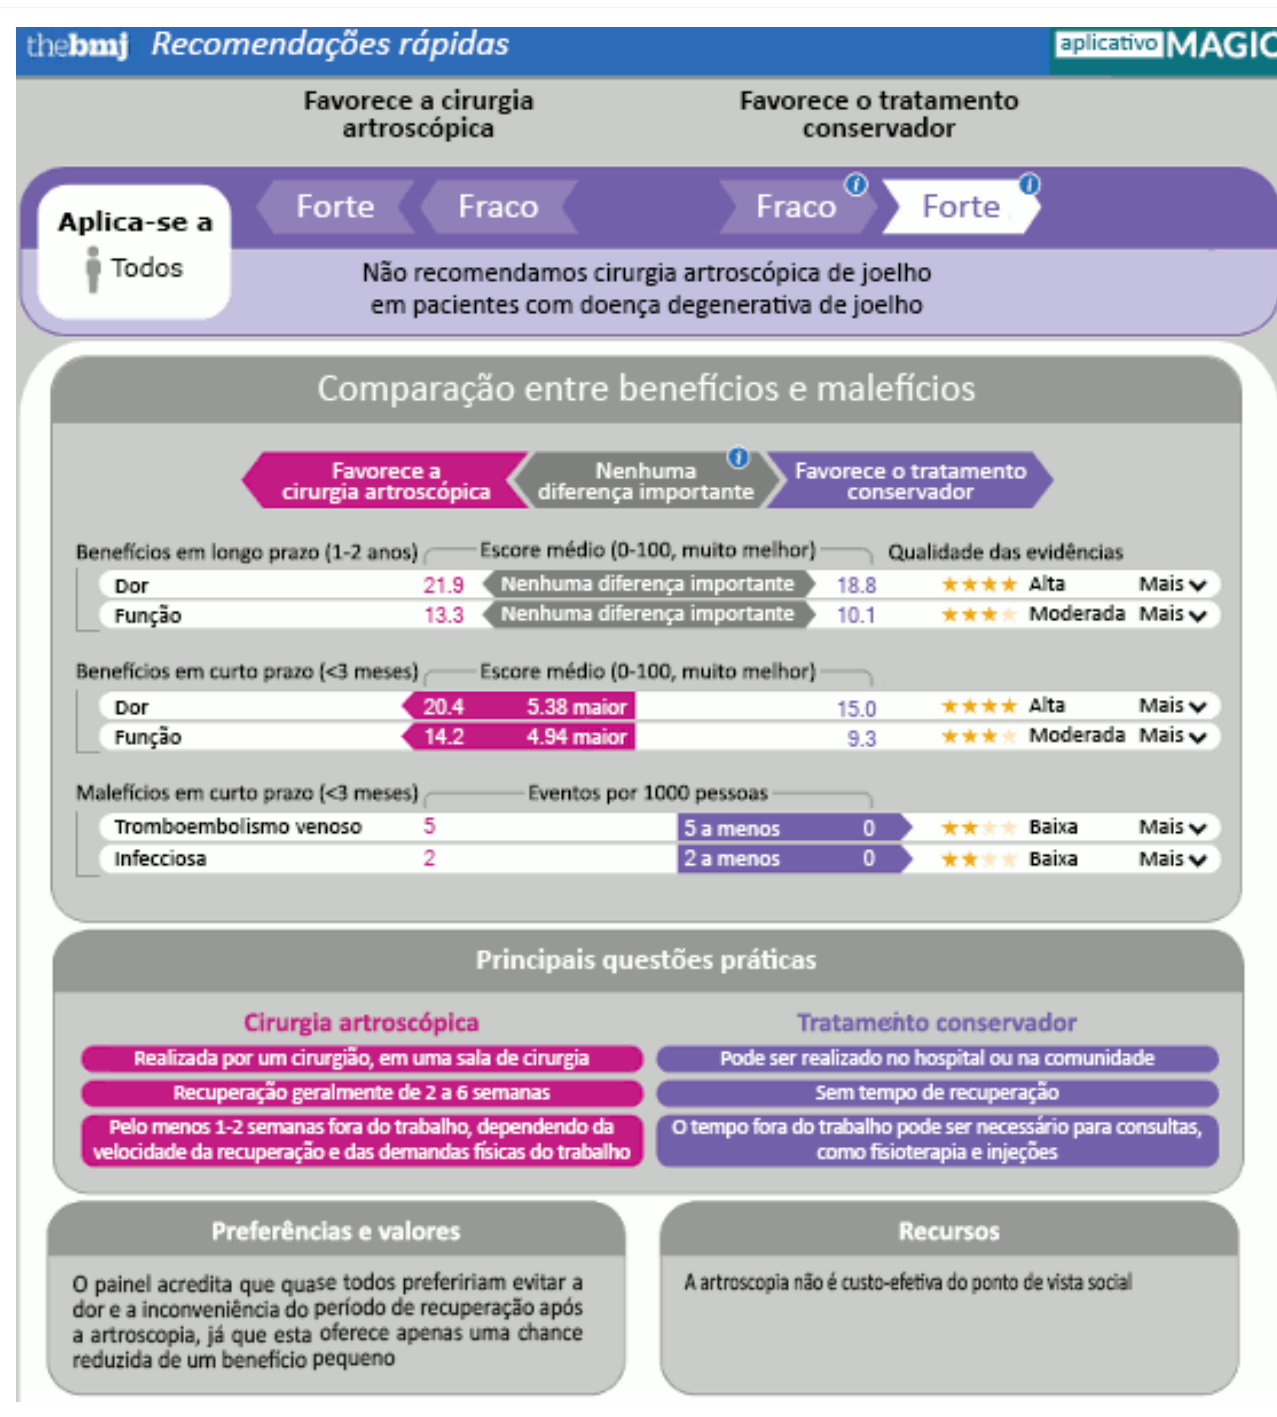 thebmj Recomendações rápidas
aplicativo MAGIC
Favorece a cirurgia
artroscópica
Favorece o tratamento
conservador
Aplica-se a
Todos
Forte
Fraco
Fraco
Forte
Não recomendamos cirurgia artroscópica de joelho
em pacientes com doença degenerativa de joelho
Comparação entre benefícios e malefícios
Favorece a
cirurgia artroscópica
Nenhuma
diferença importante
Favorece o tratamento
conservador
Benefícios em longo prazo (1-2 anos) Escore médio (0-100, muito melhor) Qualidade das evidências
Dor 21.9 Nenhuma diferença importante 18.8 Alta Mais
Função 13.3 Nenhuma diferença importante 10.1 Moderada Mais
Benefícios em curto prazo (<3 meses) Escore médio (0-100, muito melhor)
Dor 20.4 5.38 maior 15.0 Alta Mais
Função 14.2 4.94 maior 9.3 Moderada Mais
Malefícios em curto prazo (<3 meses) Eventos por 1000 pessoas
Tromboembolismo venoso 5 5 a menos 0 Baixa Mais
Infecciosa 2 2 a menos 0 Baixa Mais
Principais questões práticas
Cirurgia artroscópica
Realizada por um cirurgião, em uma sala de cirurgia
Recuperação geralmente de 2 a 6 semanas
Pelo menos 1-2 semanas fora do trabalho, dependendo da
velocidade da recuperação e das demandas físicas do trabalho
Tratamento conservador
Pode ser realizado no hospital ou na comunidade
Sem tempo de recuperação
O tempo fora do trabalho pode ser necessário para consultas,
como fisioterapia e injeções
Preferências e valores
O painel acredita que quase todos prefeririam evitar a
dor e a inconveniência do período de recuperação após
a artroscopia, já que esta oferece apenas uma chance
reduzida de um benefício pequeno
Recursos
A artroscopia não é custo-efetiva do ponto de vista social